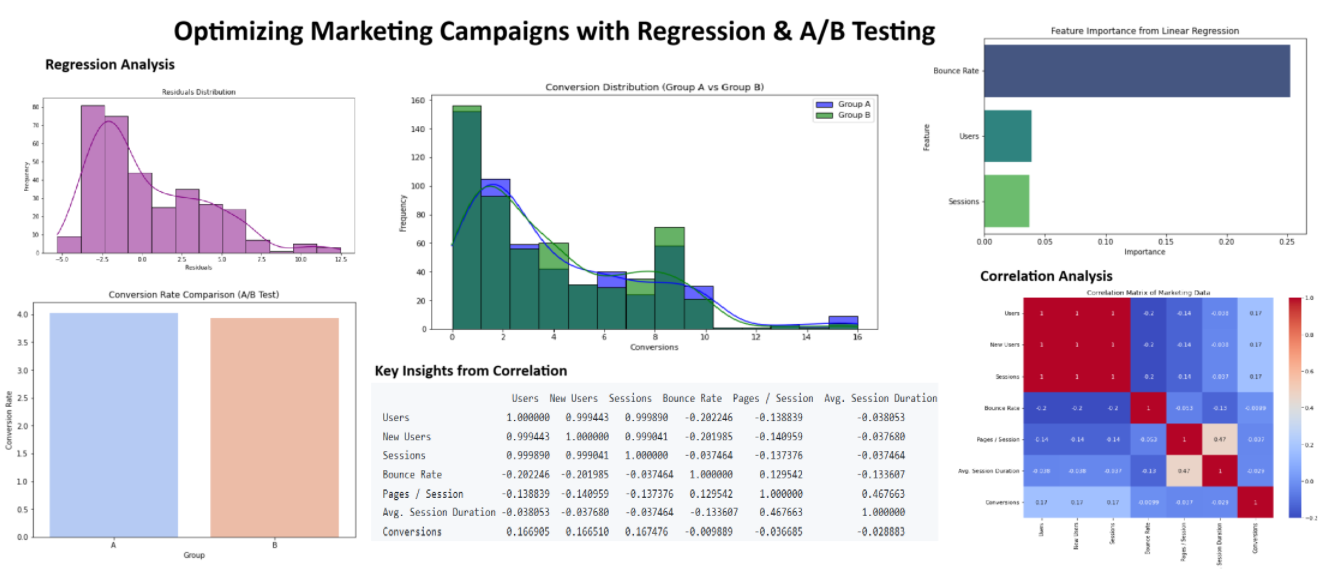 Optimizing Marketing Campaigns with Regression & A/B Testing
Regression Analysis
Residuals Distribution
Frequency
80
70
60
50
40
30
20
10
0
−5.0 −2.5 0.0 2.5 5.0 7.5 10.0 12.5
Residuals
Conversion Rate Comparison (A/B Test)
Conversion Rate
4.0
3.5
3.0
2.5
2.0
1.5
1.0
0.5
0.0
A B
Group
Conversion Distribution (Group A vs Group B)
Group A
Group B
Frequency
160
140
120
100
80
60
40
20
0
0 2 4 6 8 10 12 14 16
Conversions
Key Insights from Correlation
Users New Users Sessions Bounce Rate Pages / Session Avg. Session Duration
Users 1.000000 0.999443 0.999890 -0.202246 -0.138839 -0.038053
New Users 0.999443 1.000000 0.999041 -0.201985 -0.140959 -0.037680
Sessions 0.999890 0.999041 1.000000 -0.037464 -0.137376 -0.037464
Bounce Rate -0.202246 -0.201985 -0.037464 1.000000 0.129542 -0.133607
Pages / Session -0.138839 -0.140959 -0.137376 0.129542 1.000000 0.467663
Avg. Session Duration -0.038053 -0.037680 -0.037464 -0.133607 0.467663 1.000000
Conversions 0.166905 0.166510 0.167476 -0.009889 -0.036685 -0.028883
Feature Importance from Linear Regression
Feature
Bounce Rate
Users
Sessions
0.00 0.05 0.10 0.15 0.20 0.25
Importance
Correlation Analysis
Correlation Matrix of Marketing Data
Users 1 1 1 -0.2 -0.14 -0.038 0.17
New Users 1 1 1 -0.2 -0.14 -0.038 0.17
Sessions 1 1 1 -0.2 -0.14 -0.037 0.17
Bounce Rate -0.2 -0.2 -0.2 1 -0.13 -0.0099
Pages / Session -0.14 -0.14 -0.14 1 0.47 -0.037
Avg. Session Duration -0.038 -0.038 -0.037 -0.13 0.47 1 -0.029
Conversions 0.17 0.17 0.17 -0.0099 -0.037 -0.029 1
Users New Users Sessions Bounce Rate Pages / Session Session Duration Conversions
1.0
0.8
0.6
0.4
0.2
0.0
−0.2